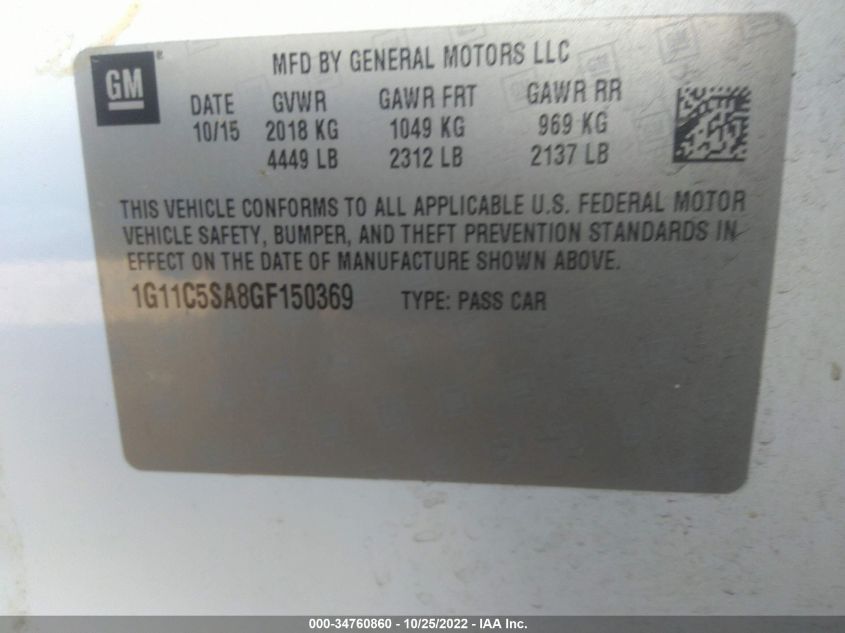 GM
MFD BY GENERAL MOTORS LLC
DATE GVWR GAWR FRT GAWR RR
10/15 2018 KG 1049 KG 969 KG
4449 LB 2312 LB 2137 LB
THIS VEHICLE CONFORMS TO ALL APPLICABLE U.S. FEDERAL MOTOR
VEHICLE SAFETY, BUMPER, AND THEFT PREVENTION STANDARDS IN
EFFECT ON THE DATE OF MANUFACTURE SHOWN ABOVE.
1G11C5SA8GF150369 TYPE: PASS CAR
000-34760860 - 10/25/2022 - IAA Inc.